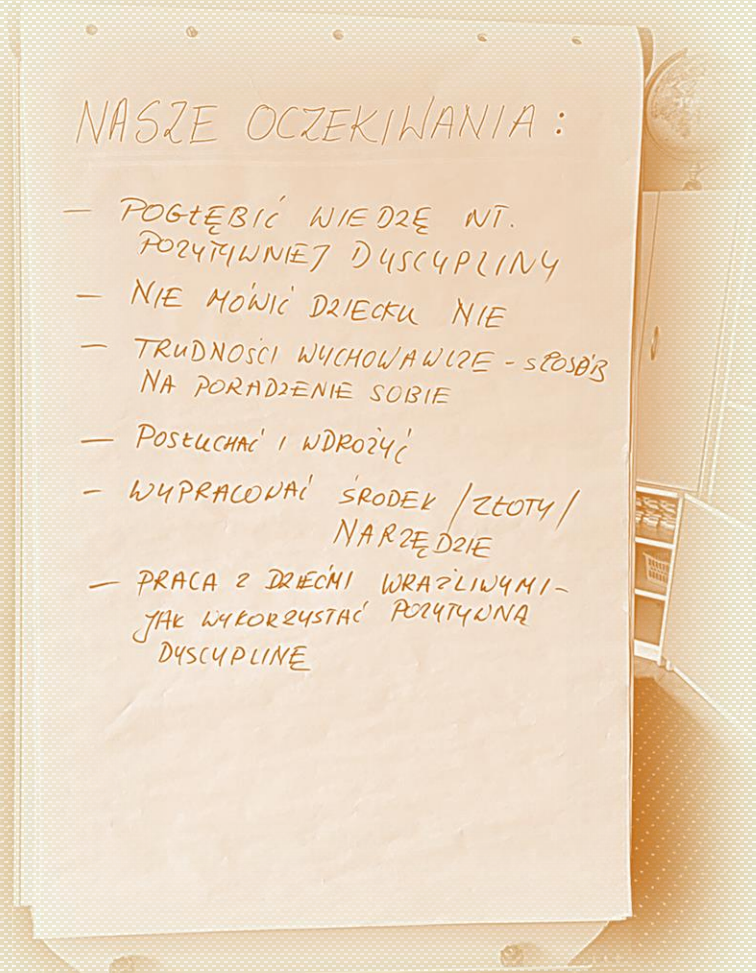 NASZE OCZEKIWANIA:
- POGŁĘBIĆ WIEDZĘ NT.
POZYTYWNEJ DYSCYPLINY
- NIE MÓWIĆ DZIECKU NIE
- TRUDNOŚCI WYCHOWAWCZE - SPOSÓB
NA PORADZENIE SOBIE
- POSŁUCHAĆ I WDROŻYĆ
- WYPRACOWAĆ ŚRODEK /ZŁOTY/
NARZĘDZIE
- PRACA Z DZIEĆMI WRAŻLIWYMI -
JAK WYKORZYSTAĆ POZYTYWNĄ
DYSCYPLINĘ